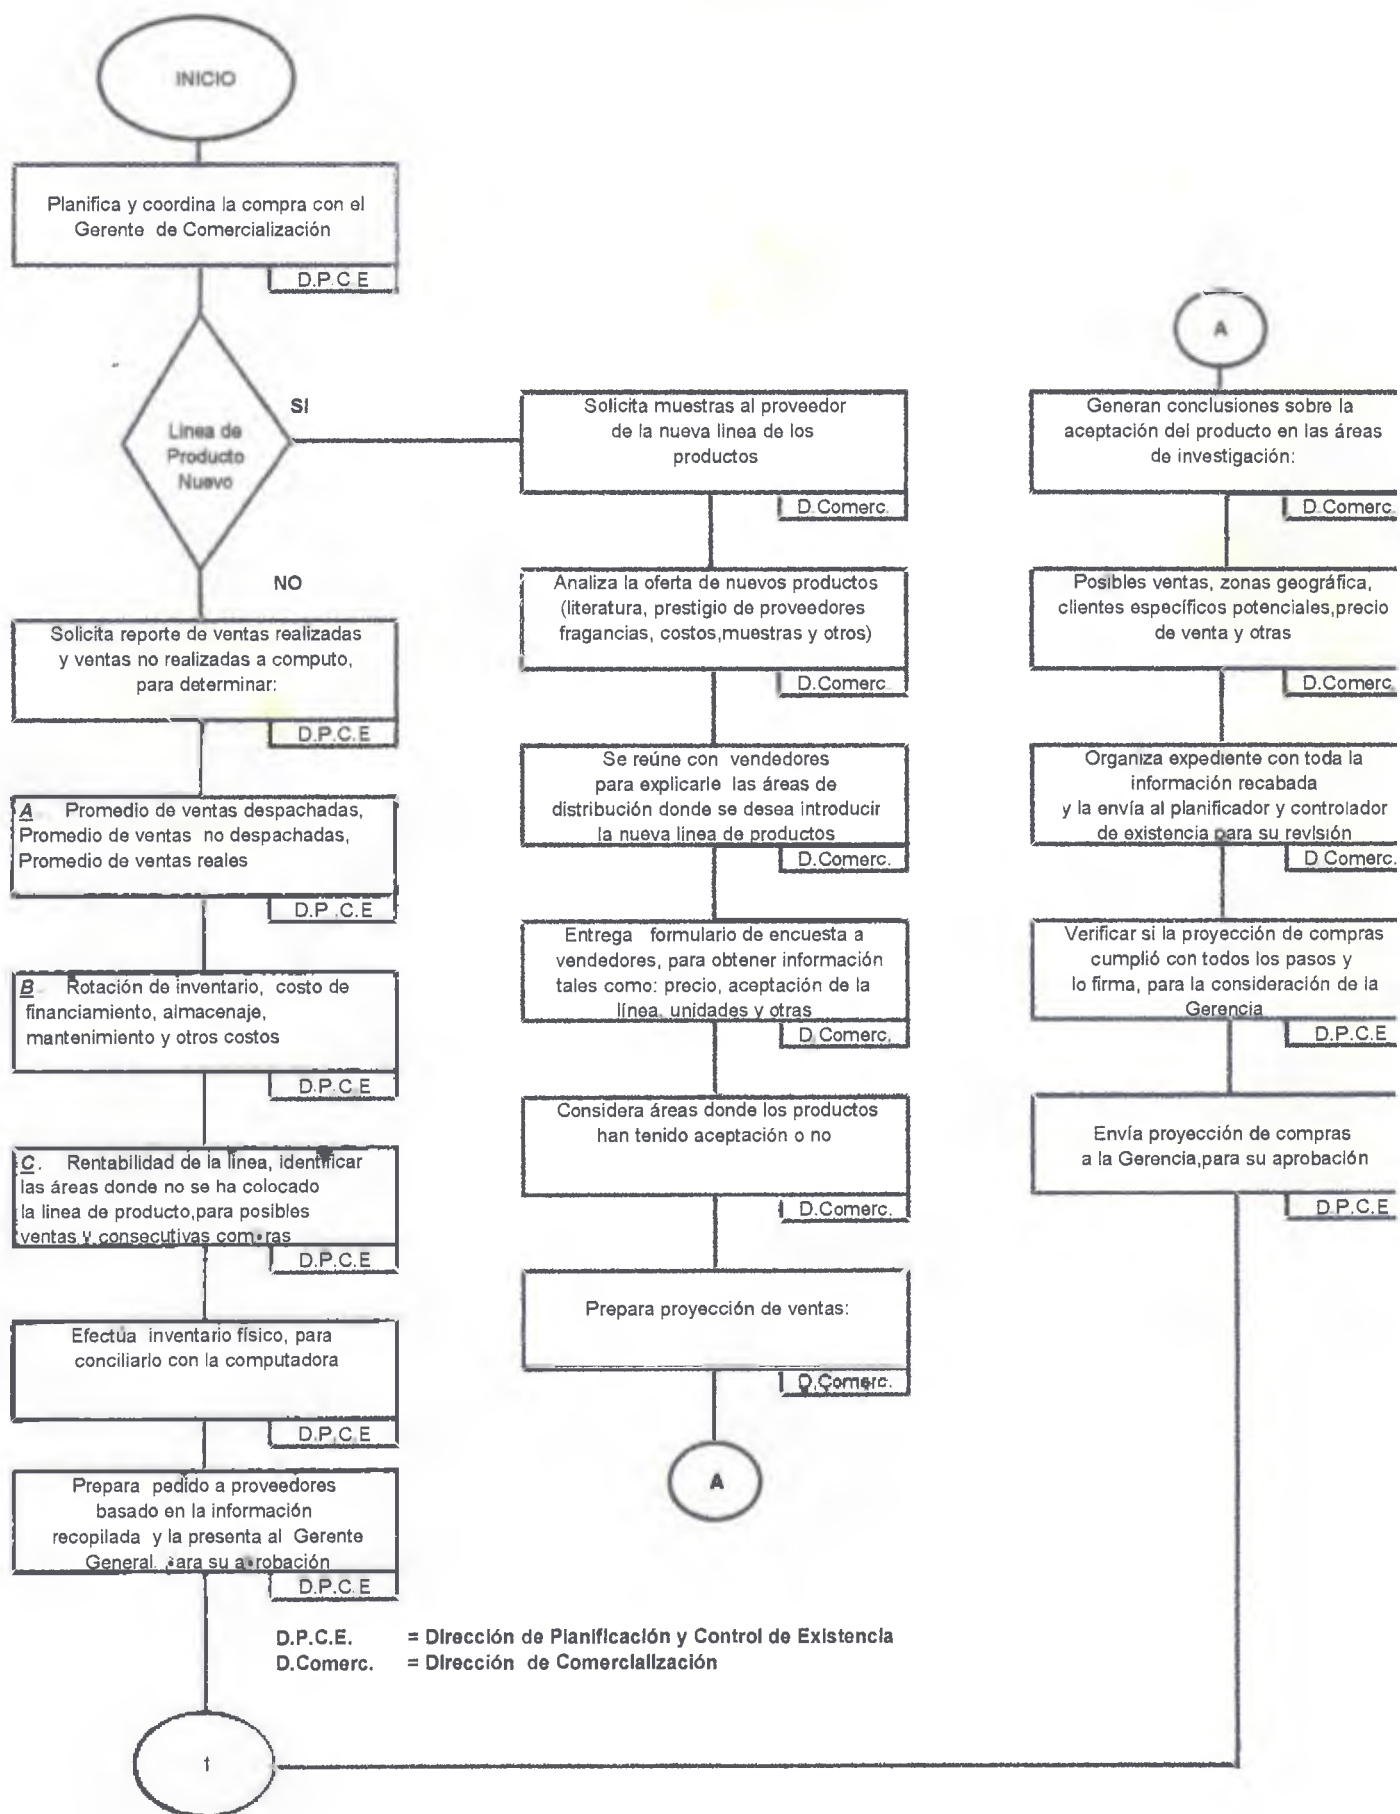 INICIO
Planifica y coordina la compra con el
Gerente de Comercialización
D.P.C.E
Linea de
Producto
Nuevo
SI
NO
Solicita reporte de ventas realizadas
y ventas no realizadas a computo,
para determinar:
D.P.C.E
A Promedio de ventas despachadas,
Promedio de ventas no despachadas,
Promedio de ventas reales
D.P.C.E
B Rotación de inventario, costo de
financiamiento, almacenaje,
mantenimiento y otros costos
D.P.C.E
C. Rentabilidad de la línea, identificar
las áreas donde no se ha colocado
la linea de producto,para posibles
ventas y consecutivas compras
D.P.C.E
Efectúa inventario físico, para
conciliarlo con la computadora
D.P.C.E
Prepara pedido a proveedores
basado en la información
recopilada y la presenta al Gerente
General. para su aprobación
D.P.C.E
Solicita muestras al proveedor
de la nueva linea de los
productos
D.Comerc.
Analiza la oferta de nuevos productos
(literatura, prestigio de proveedores
fragancias, costos,muestras y otros)
D.Comerc.
Se reúne con vendedores
para explicarle las áreas de
distribución donde se desea introducir
la nueva linea de productos
D.Comerc.
Entrega formulario de encuesta a
vendedores, para obtener información
tales como: precio, aceptación de la
línea, unidades y otras
D.Comerc.
Considera áreas donde los productos
han tenido aceptación o no
D.Comerc.
Prepara proyección de ventas:
D.Comerc.
A
A
Generan conclusiones sobre la
aceptación del producto en las áreas
de investigación:
D.Comerc.
Posibles ventas, zonas geográfica,
clientes específicos potenciales,precio
de venta y otras
D.Comerc.
Organiza expediente con toda la
información recabada
y la envía al planificador y controlador
de existencia para su revisión
D.Comerc.
Verificar si la proyección de compras
cumplió con todos los pasos y
lo firma, para la consideración de la
Gerencia
D.P.C.E
Envía proyección de compras
a la Gerencia,para su aprobación
D.P.C.E
D.P.C.E. = Dirección de Planificación y Control de Existencia
D.Comerc. = Dirección de Comercialización
1